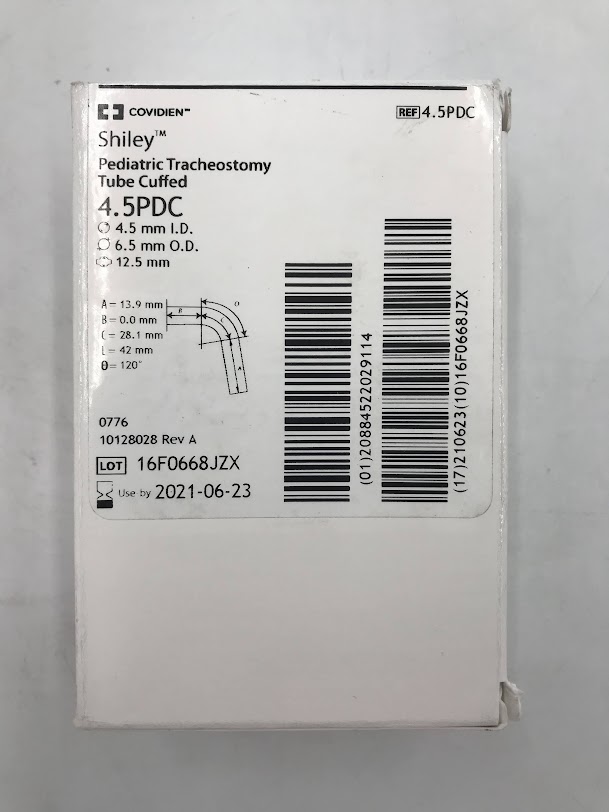 COVIDIEN™
REF 4.5PDC
Shiley™
Pediatric Tracheostomy
Tube Cuffed
4.5PDC
4.5 mm I.D.
6.5 mm O.D.
12.5 mm
A = 13.9 mm
B = 0.0 mm
C = 28.1 mm
L = 42 mm
θ = 120°
B
C
A
θ
0776
10128028 Rev A
LOT 16F0668JZX
Use by 2021-06-23
(01)20884522029114
(17)210623(10)16F0668JZX